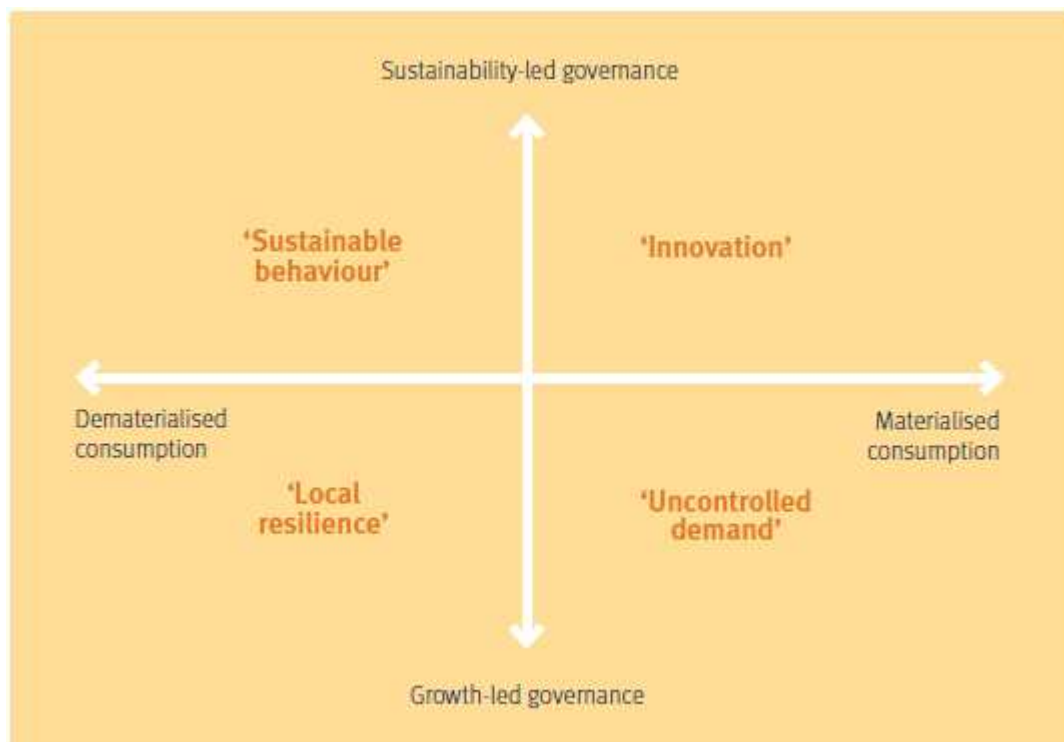 Sustainability-led governance
‘Sustainable
behaviour’
‘Innovation’
Dematerialised
consumption
Materialised
consumption
‘Local
resilience’
‘Uncontrolled
demand’
Growth-led governance